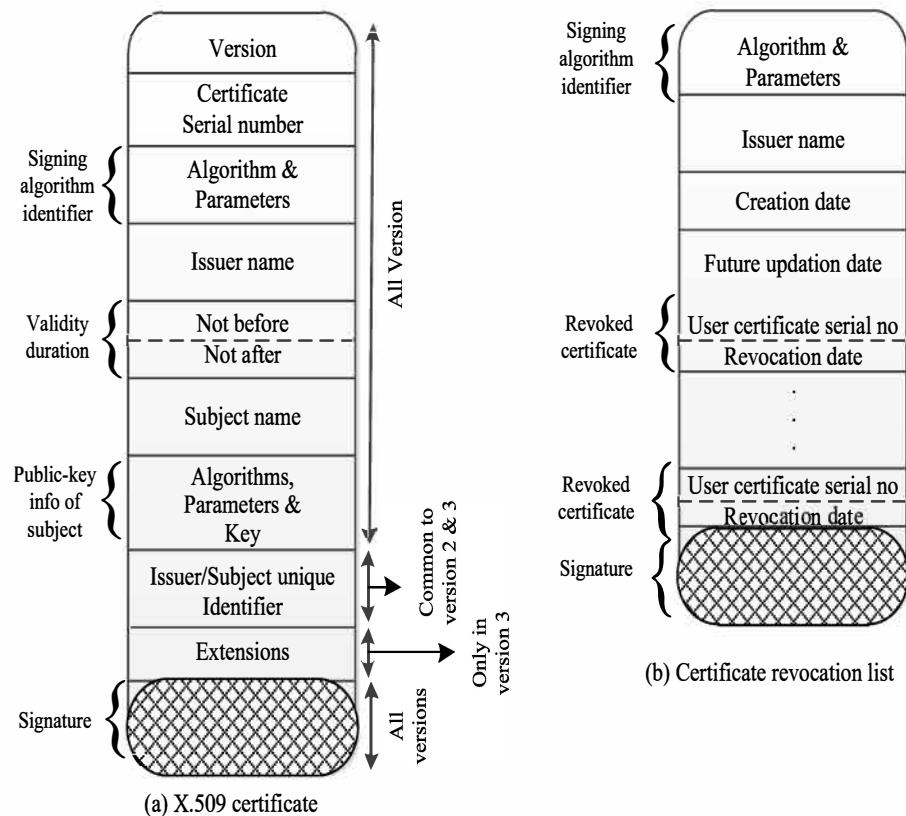 Version
Certificate
Serial number
Signing
algorithm
identifier
Algorithm &
Parameters
Issuer name
Validity
duration
Not before
Not after
Subject name
Public-key
info of
subject
Algorithms,
Parameters &
Key
Issuer/Subject unique
Identifier
Extensions
Signature
All Version
Common to
version 2 & 3
Only in
version 3
All
versions
(a) X.509 certificate
Signing
algorithm
identifier
Algorithm &
Parameters
Issuer name
Creation date
Future updation date
Revoked
certificate
User certificate serial no
Revocation date
Revoked
certificate
User certificate serial no
Revocation date
Signature
(b) Certificate revocation list